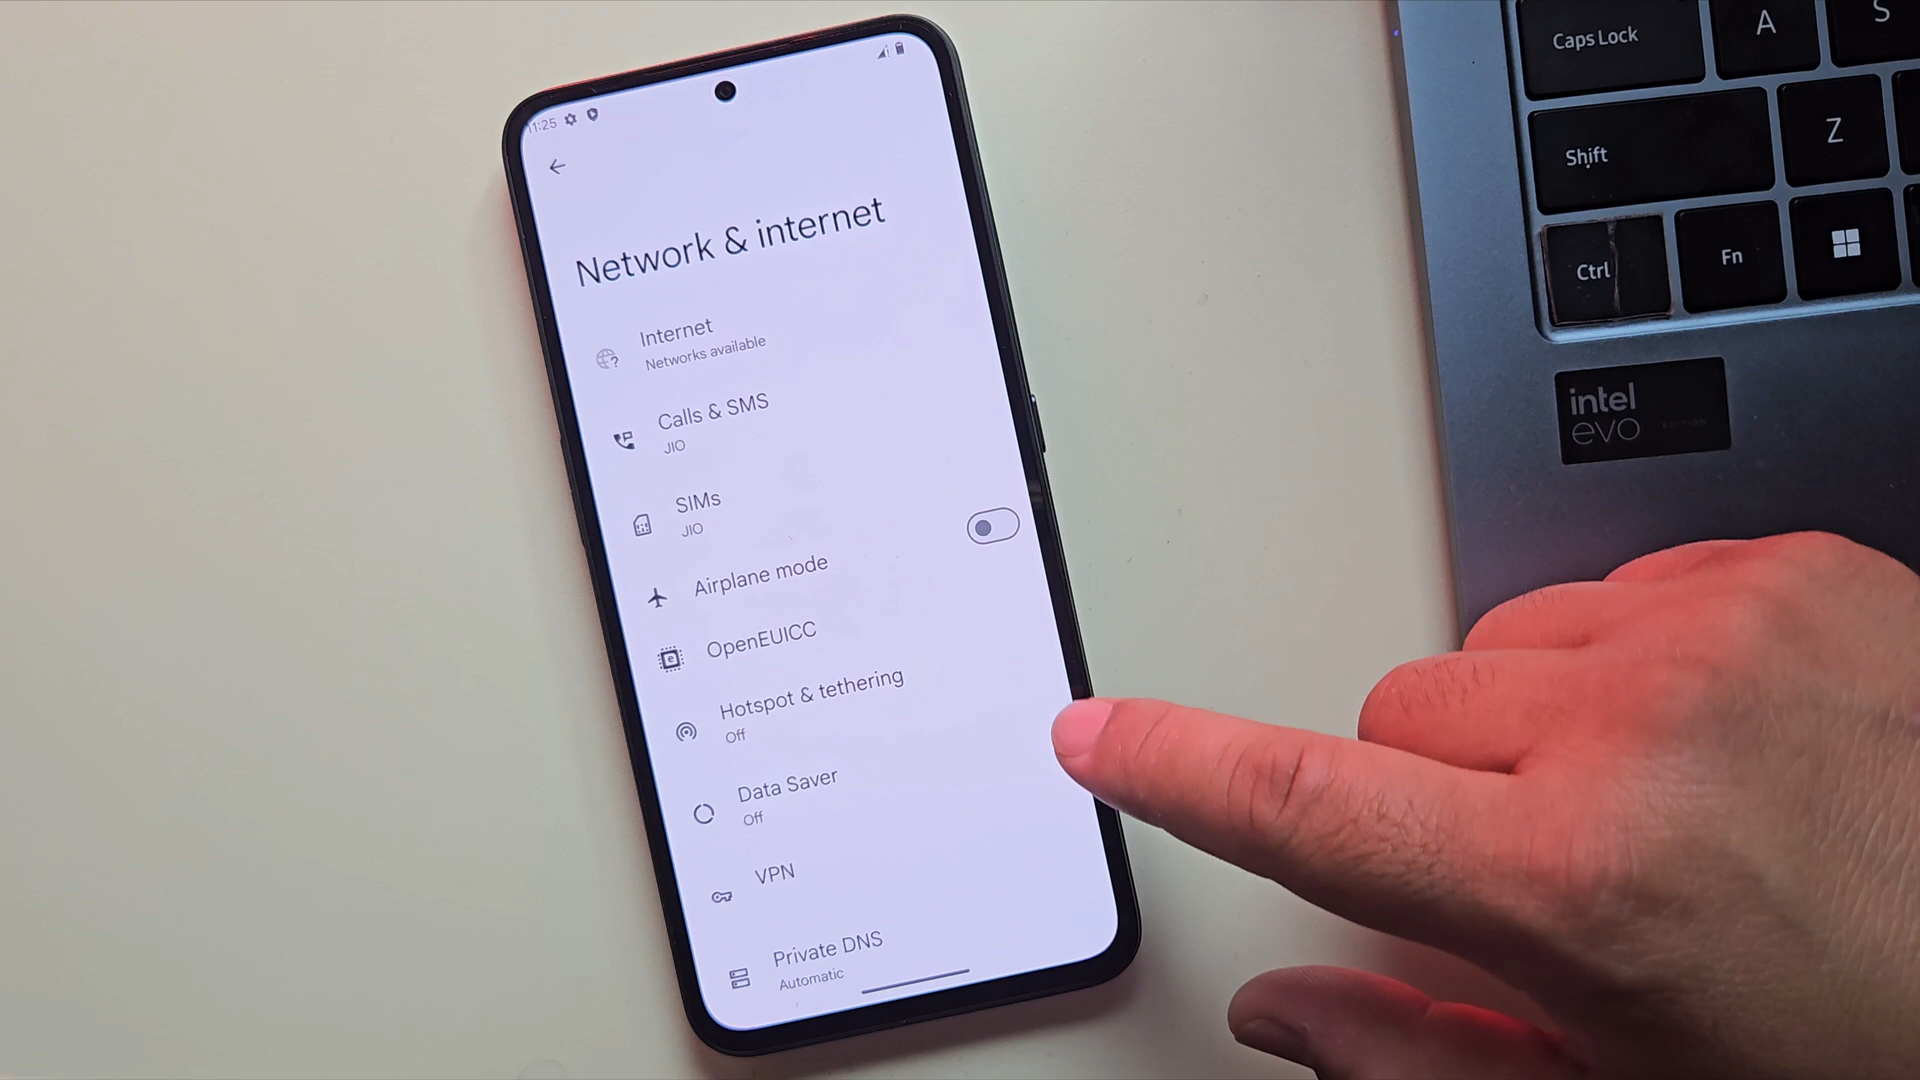 11:25
Network & internet
Internet
Networks available
Calls & SMS
JIO
SIMs
JIO
Airplane mode
OpenEUICC
Hotspot & tethering
Off
Data Saver
Off
VPN
Private DNS
Automatic
Caps Lock
A
S
Shift
Z
Ctrl
Fn
intel
evo
EDITION